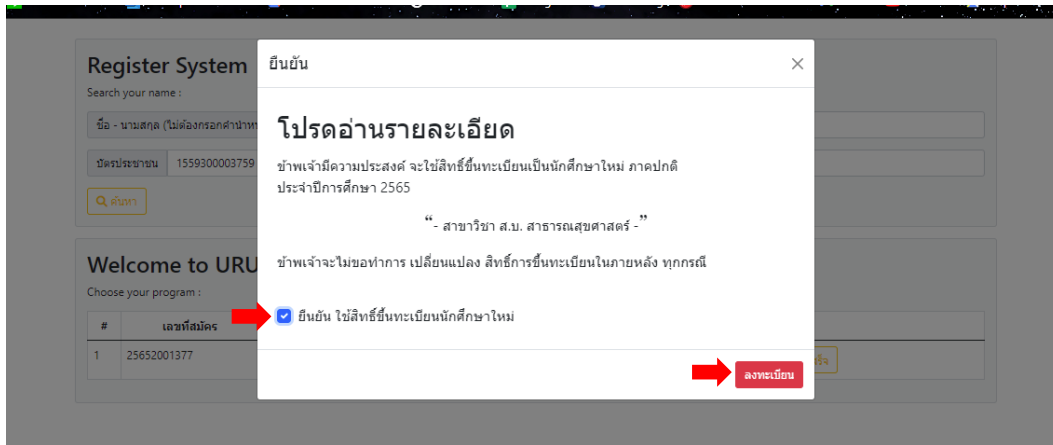 Register System
Search your name :
ชื่อ - นามสกุล (ไม่ต้องกรอกคำนำหน
บัตรประชาชน 1559300003759
ค้นหา
Welcome to URU
Choose your program :
# เลขที่สมัคร
1 25652001377
ยืนยัน
โปรดอ่านรายละเอียด
ข้าพเจ้ามีความประสงค์ จะใช้สิทธิ์ขึ้นทะเบียนเป็นนักศึกษาใหม่ ภาคปกติ
ประจำปีการศึกษา 2565
“- สาขาวิชา ส.บ. สาธารณสุขศาสตร์ -”
ข้าพเจ้าจะไม่ขอทำการ เปลี่ยนแปลง สิทธิ์การขึ้นทะเบียนในภายหลัง ทุกกรณี
ยืนยัน ใช้สิทธิ์ขึ้นทะเบียนนักศึกษาใหม่
ลงทะเบียน